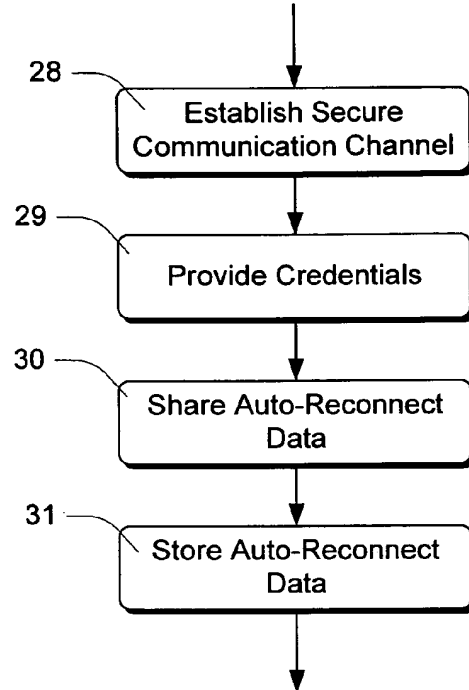 28
Establish Secure
Communication Channel
29
Provide Credentials
30
Share Auto-Reconnect
Data
31
Store Auto-Reconnect
Data